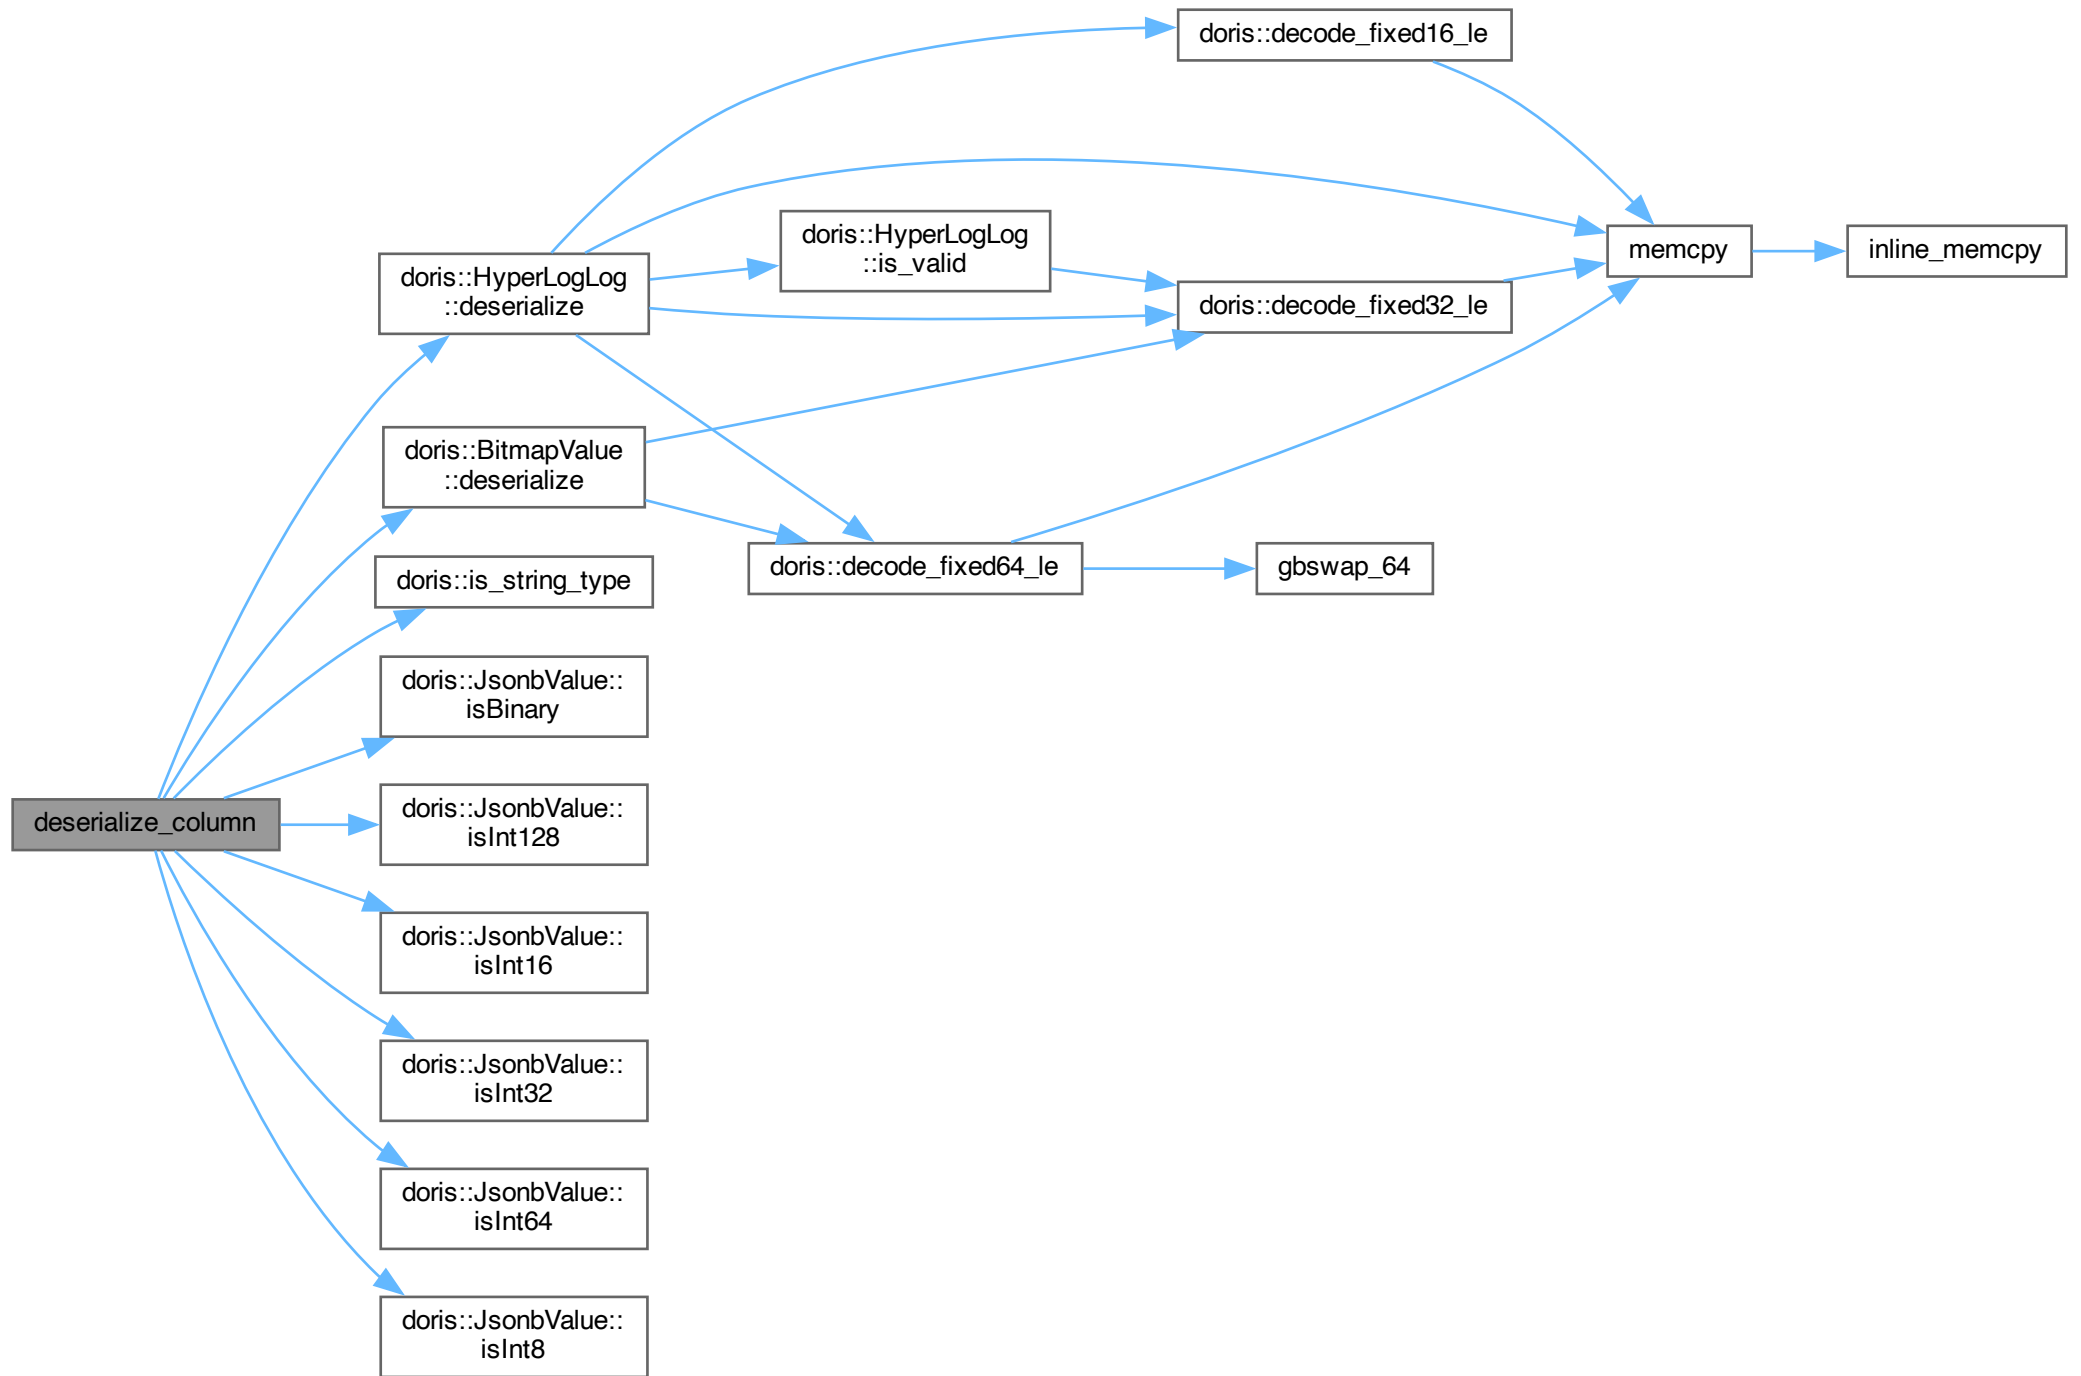 doris::decode_fixed16_le
doris::HyperLogLog
::is_valid
memcpy
inline_memcpy
doris::HyperLogLog
::deserialize
doris::decode_fixed32_le
doris::BitmapValue
::deserialize
doris::decode_fixed64_le
gbswap_64
doris::is_string_type
doris::JsonbValue::
isBinary
deserialize_column
doris::JsonbValue::
isInt128
doris::JsonbValue::
isInt16
doris::JsonbValue::
isInt32
doris::JsonbValue::
isInt64
doris::JsonbValue::
isInt8